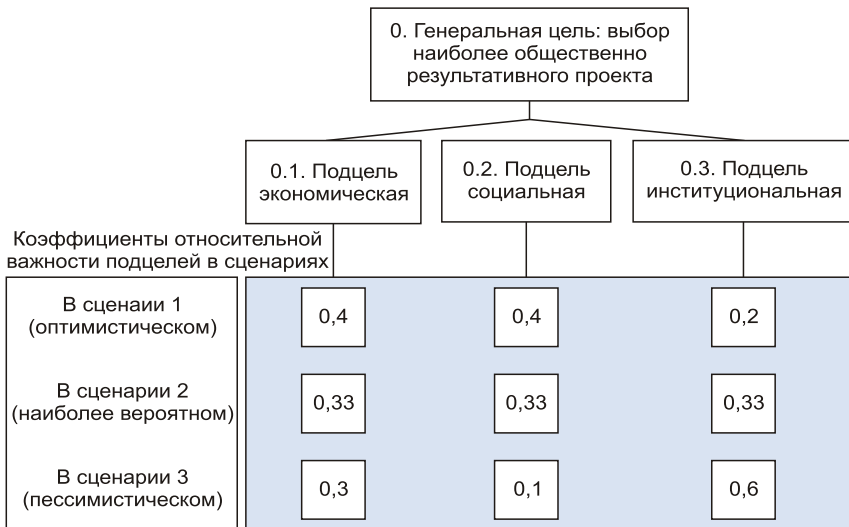 0. Генеральная цель: выбор
наиболее общественно
результативного проекта
0.1. Подцель
экономическая
0.2. Подцель
социальная
0.3. Подцель
институциональная
Коэффициенты относительной
важности подцелей в сценариях
В сценаии 1
(оптимистическом)
0,4
0,4
0,2
В сценарии 2
(наиболее вероятном)
0,33
0,33
0,33
В сценарии 3
(пессимистическом)
0,3
0,1
0,6